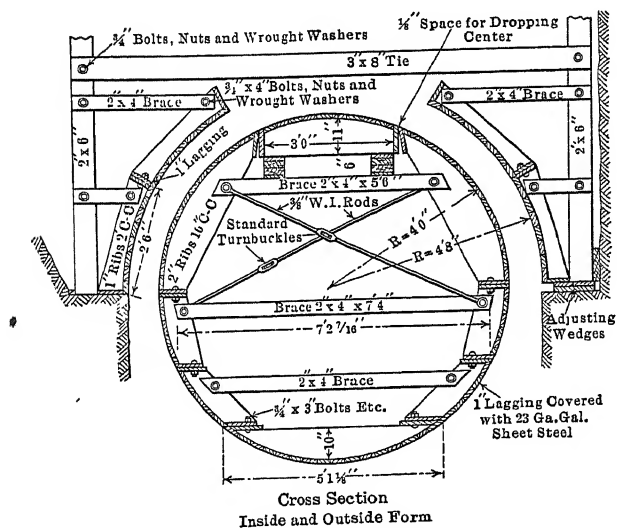 ¾" Bolts, Nuts and Wrought Washers
⅛" Space for Dropping
Center
3"x 8" Tie
¾" x 4" Bolts, Nuts and
Wrought Washers
2"x 4" Brace
2"x 4" Brace
2"x 6"
2"x 6"
1" Lagging
11"
3'0"
6"
Brace 2"x 4" x 5'6"
⅜" W.I. Rods
1" Ribs 2' C-C
2'6"
2" Ribs 16" C-C
Standard
Turnbuckles
R=4'0"
R=4'8"
Brace 2"x 4" x 7'4"
7'2 7/16"
Adjusting
Wedges
2"x 4" Brace
¾" x 3" Bolts Etc.
1" Lagging Covered
with 23 Ga. Gal.
Sheet Steel
10"
5'1⅛"
Cross Section
Inside and Outside Form